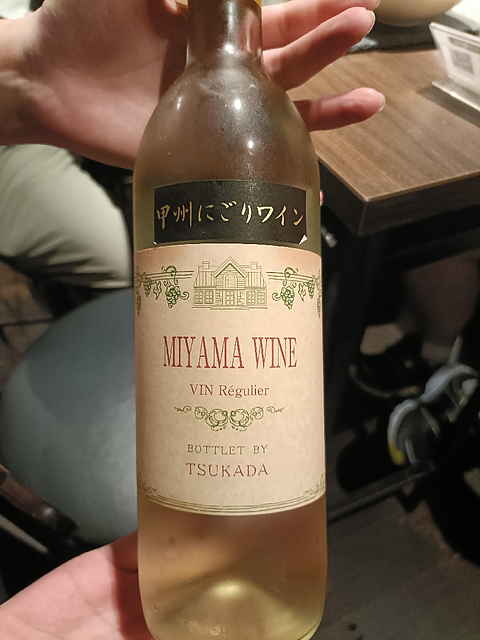 甲州にごりワイン
MIYAMA WINE
VIN Régulier
BOTTLET BY
TSUKADA